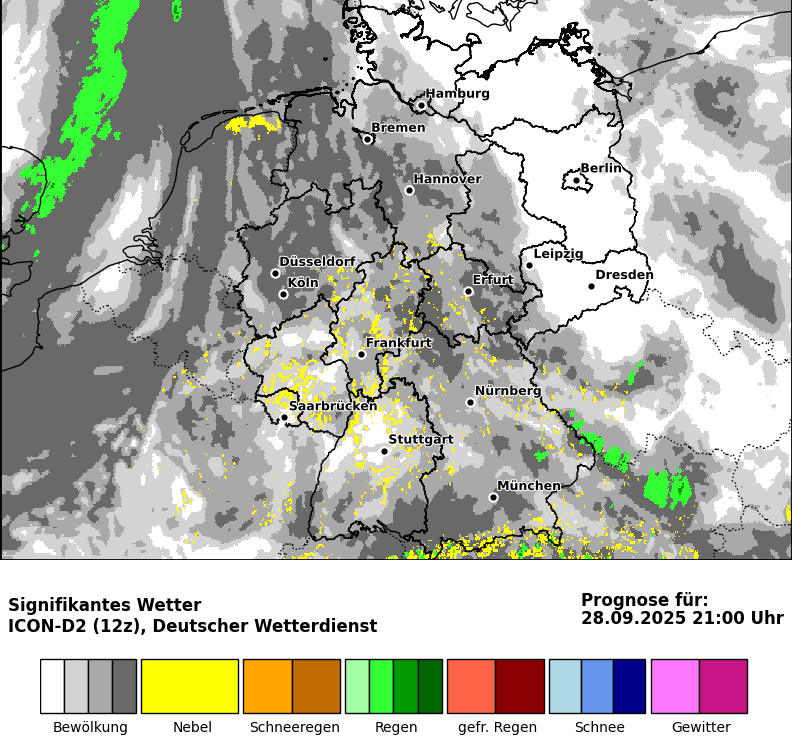 Hamburg
Bremen
Berlin
Hannover
Leipzig
Düsseldorf
Dresden
Köln
Erfurt
Frankfurt
Nürnberg
Saarbrücken
Stuttgart
München
Signifikantes Wetter
ICON-D2 (12z), Deutscher Wetterdienst
Prognose für:
28.09.2025 21:00 Uhr
Bewölkung
Nebel
Schneeregen
Regen
gefr. Regen
Schnee
Gewitter